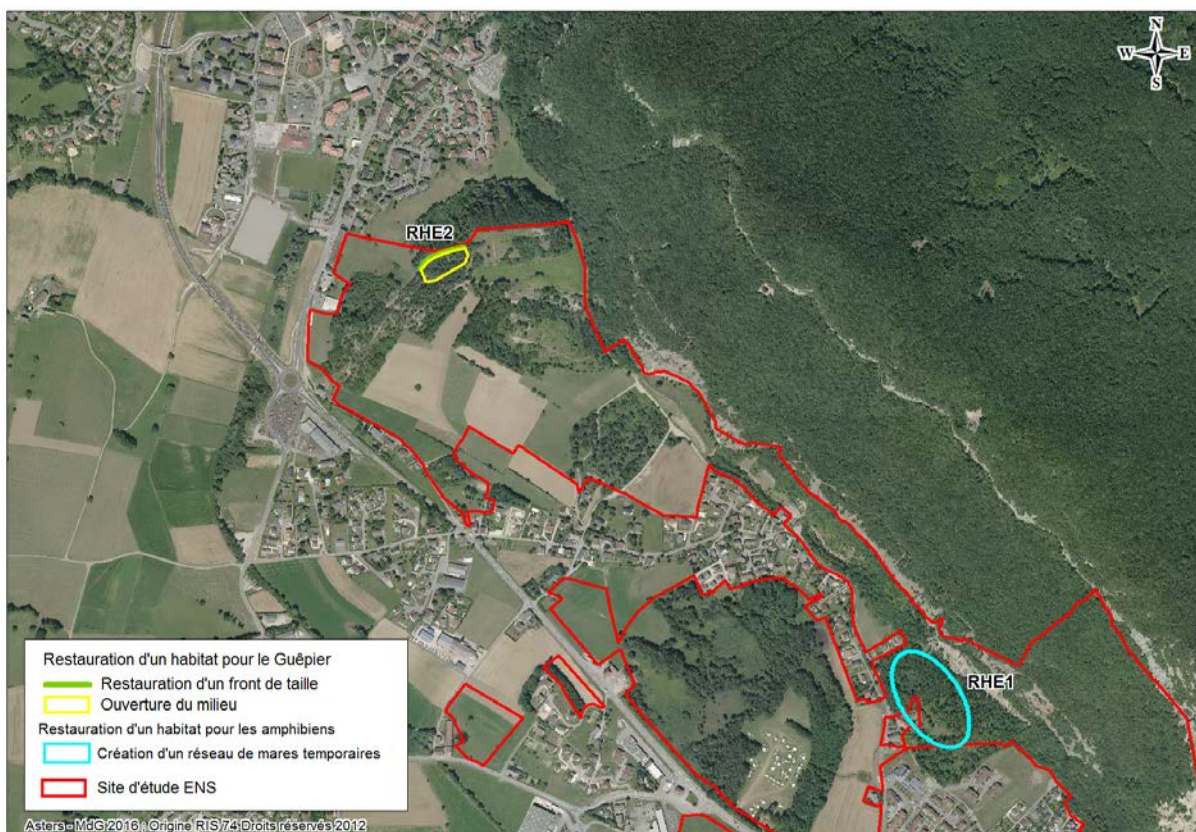 N
W E
S
RHE2
RHE1
Restauration d'un habitat pour le Guêpier
Restauration d'un front de taille
Ouverture du milieu
Restauration d'un habitat pour les amphibiens
Création d'un réseau de mares temporaires
Site d'étude ENS
Asters - MdG 2016 ; Origine RIS 74 Droits réservés 2012